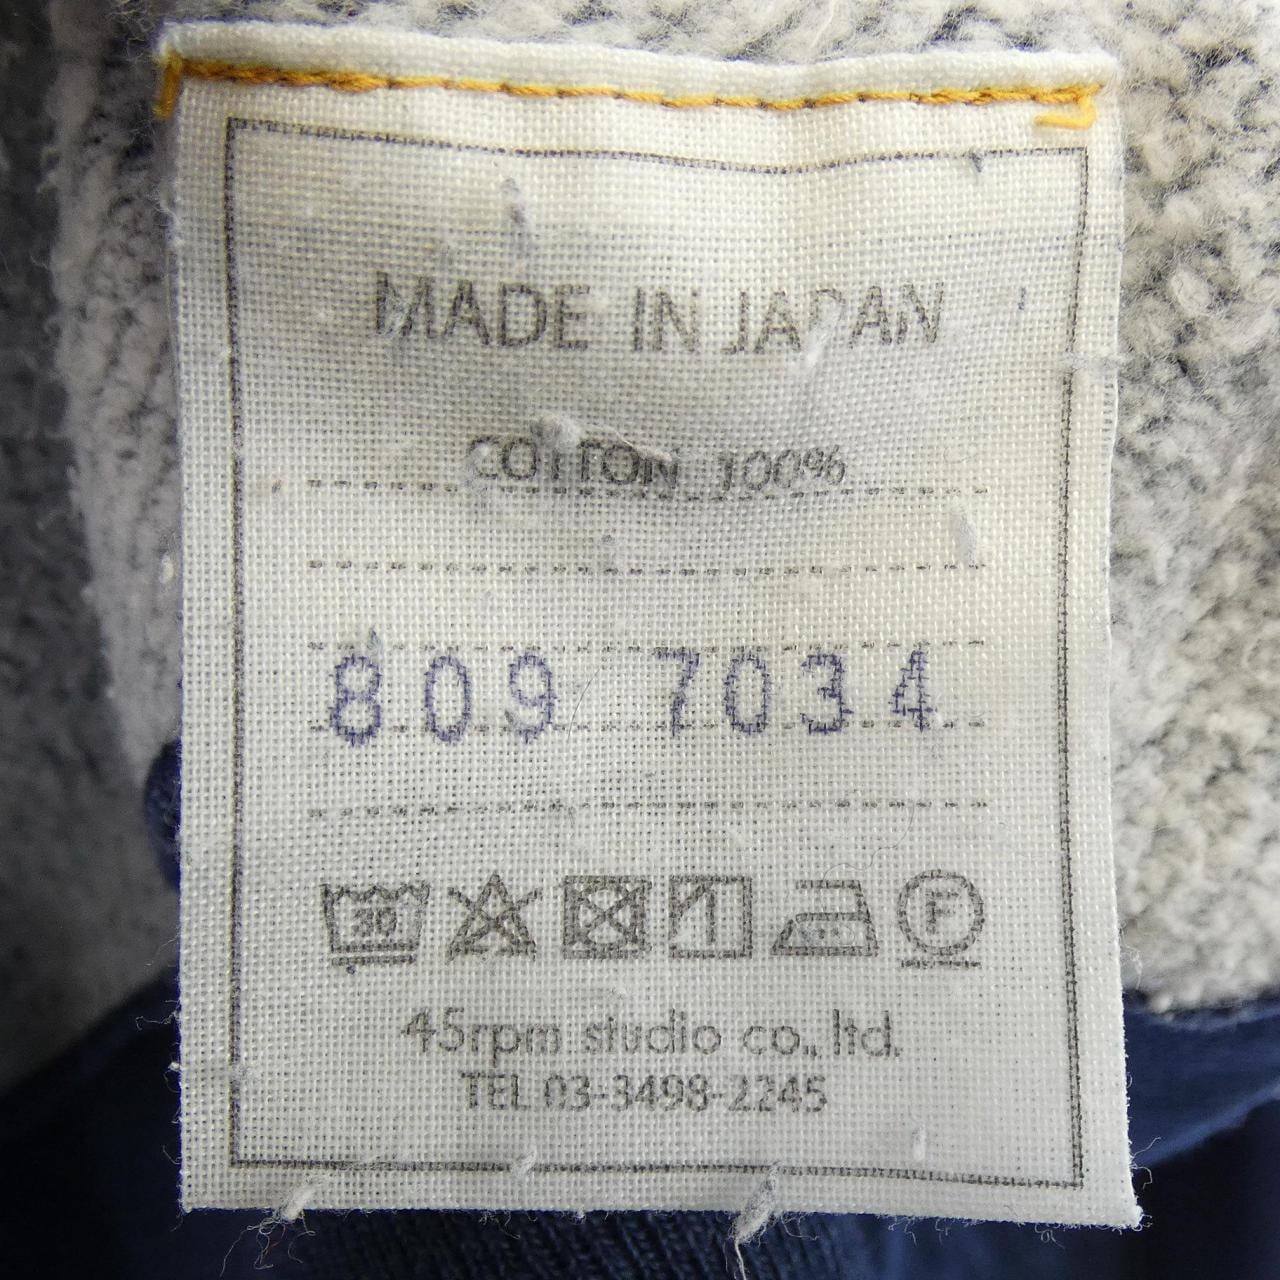 MADE IN JAPAN
COTTON 100%
809 7034
30 F
45rpm studio co., ltd.
TEL 03-3498-2245